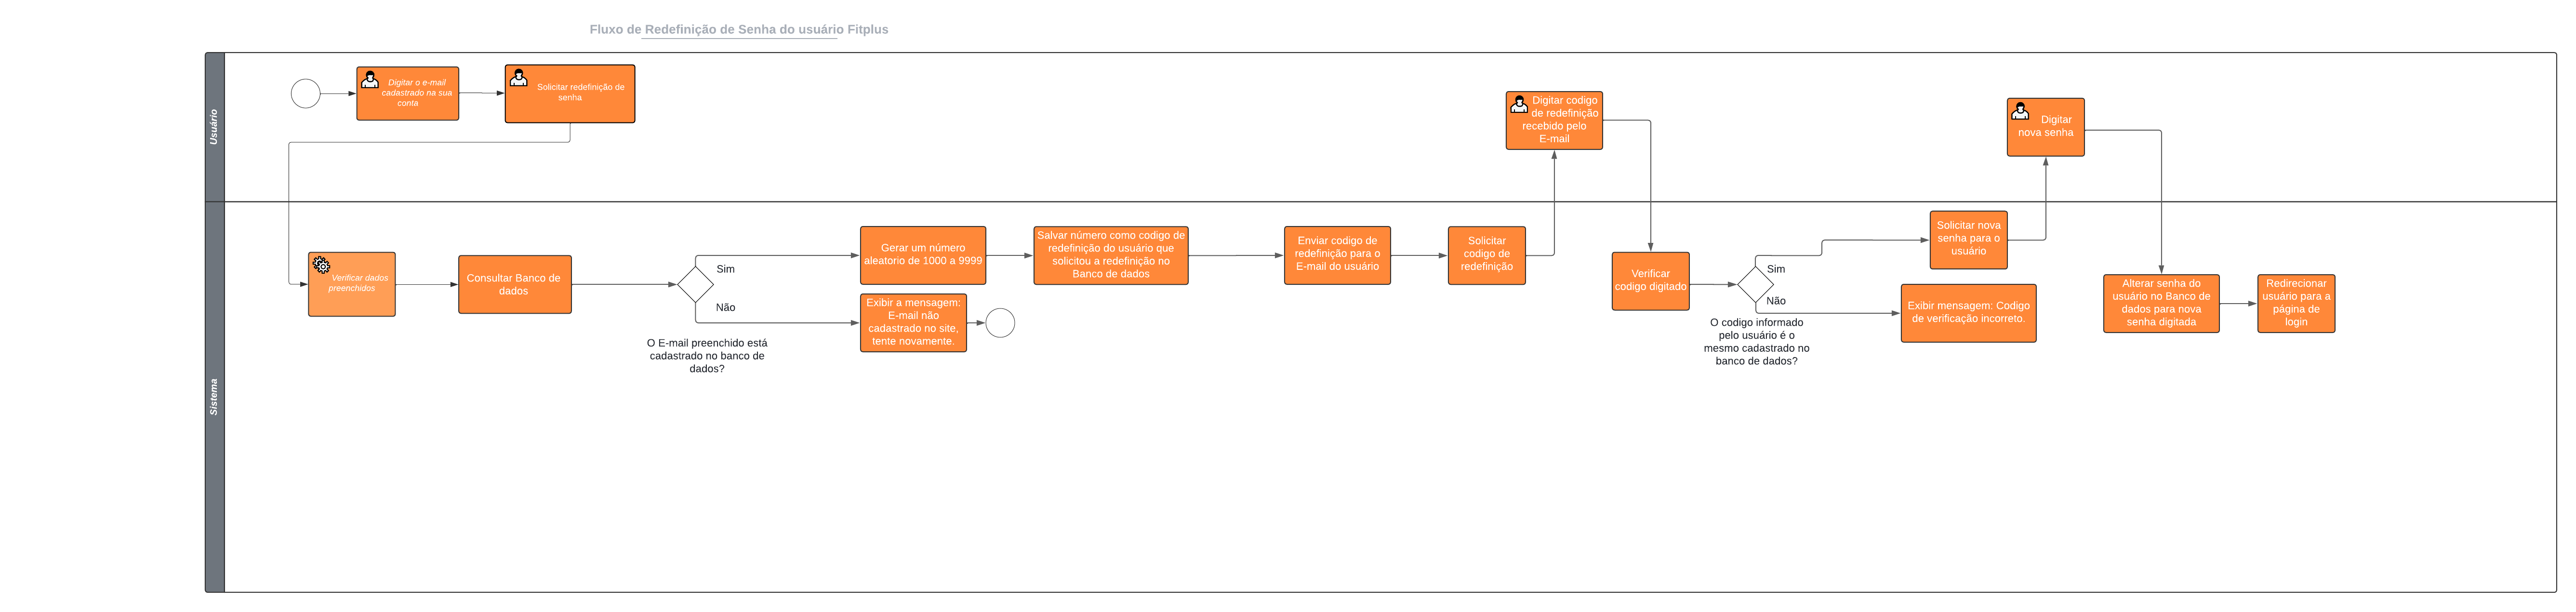 Fluxo de Redefinição de Senha do usuário Fitplus
Usuário
Digitar o e-mail
cadastrado na sua
conta
Solicitar redefinição de
senha
Digitar codigo
de redefinição
recebido pelo
E-mail
Digitar
nova senha
Sistema
Verificar dados
preenchidos
Consultar Banco de
dados
Sim
Não
O E-mail preenchido está
cadastrado no banco de
dados?
Gerar um número
aleatorio de 1000 a 9999
Exibir a mensagem:
E-mail não
cadastrado no site,
tente novamente.
Salvar número como codigo de
redefinição do usuário que
solicitou a redefinição no
Banco de dados
Enviar codigo de
redefinição para o
E-mail do usuário
Solicitar
codigo de
redefinição
Verificar
codigo digitado
Sim
Não
O codigo informado
pelo usuário é o
mesmo cadastrado no
banco de dados?
Solicitar nova
senha para o
usuário
Exibir mensagem: Codigo
de verificação incorreto.
Alterar senha do
usuário no Banco de
dados para nova
senha digitada
Redirecionar
usuário para a
página de
login